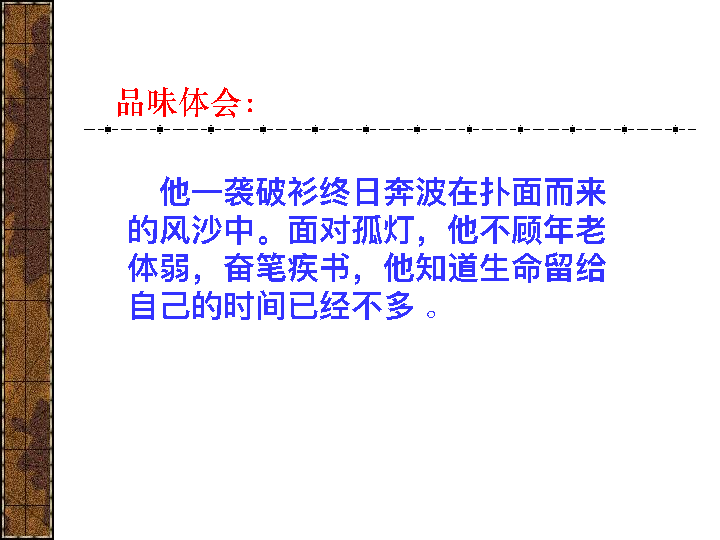 品味体会：
他一袭破衫终日奔波在扑面而来
的风沙中。面对孤灯，他不顾年老
体弱，奋笔疾书，他知道生命留给
自己的时间已经不多 。